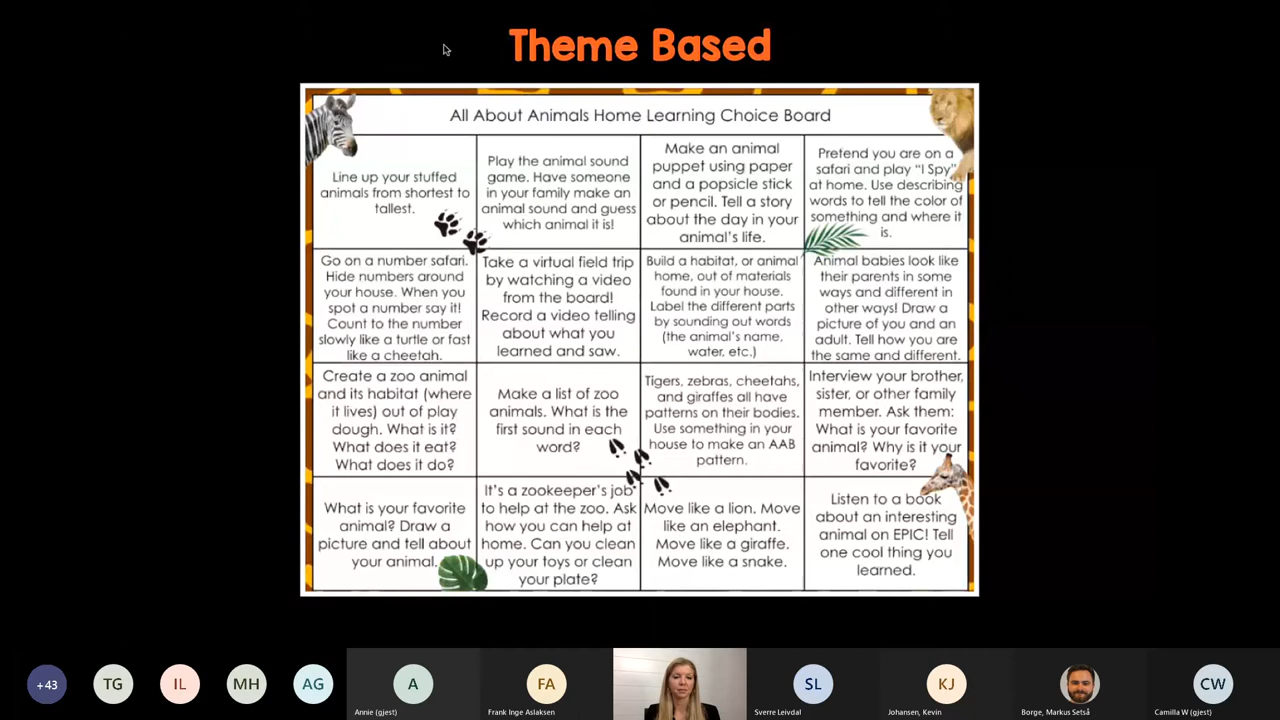 Theme Based
All About Animals Home Learning Choice Board
Line up your stuffed
animals from shortest to
tallest.
Play the animal sound
game. Have someone
in your family make an
animal sound and guess
which animal it is!
Make an animal
puppet using paper
and a popsicle stick
or pencil. Tell a story
about the day in your
animal's life.
Pretend you are on a
safari and play "I Spy"
at home. Use describing
words to tell the color of
something and where it
is.
Go on a number safari.
Hide numbers around
your house. When you
spot a number say it!
Count to the number
slowly like a turtle or fast
like a cheetah.
Take a virtual field trip
by watching a video
from the board!
Record a video telling
about what you
learned and saw.
Build a habitat, or animal
home, out of materials
found in your house.
Label the different parts
by sounding out words
(the animal's name,
water, etc.)
Animal babies look like
their parents in some
ways and different in
other ways! Draw a
picture of you and an
adult. Tell how you are
the same and different.
Create a zoo animal
and its habitat (where
it lives) out of play
dough. What is it?
What does it eat?
What does it do?
Make a list of zoo
animals. What is the
first sound in each
word?
Tigers, zebras, cheetahs,
and giraffes all have
patterns on their bodies.
Use something in your
house to make an AAB
pattern.
Interview your brother,
sister, or other family
member. Ask them:
What is your favorite
animal? Why is it your
favorite?
What is your favorite
animal? Draw a
picture and tell about
your animal.
It's a zookeeper's job
to help at the zoo. Ask
how you can help at
home. Can you clean
up your toys or clean
your plate?
Move like a lion. Move
like an elephant.
Move like a giraffe.
Move like a snake.
Listen to a book
about an interesting
animal on EPIC! Tell
one cool thing you
learned.
+43
TG
IL
MH
AG
A
FA
SL
KJ
CW
Annie (gjest)
Frank Inge Aslaksen
Sverre Leivdal
Johansen, Kevin
Borge, Markus Setså
Camilla W (gjest)